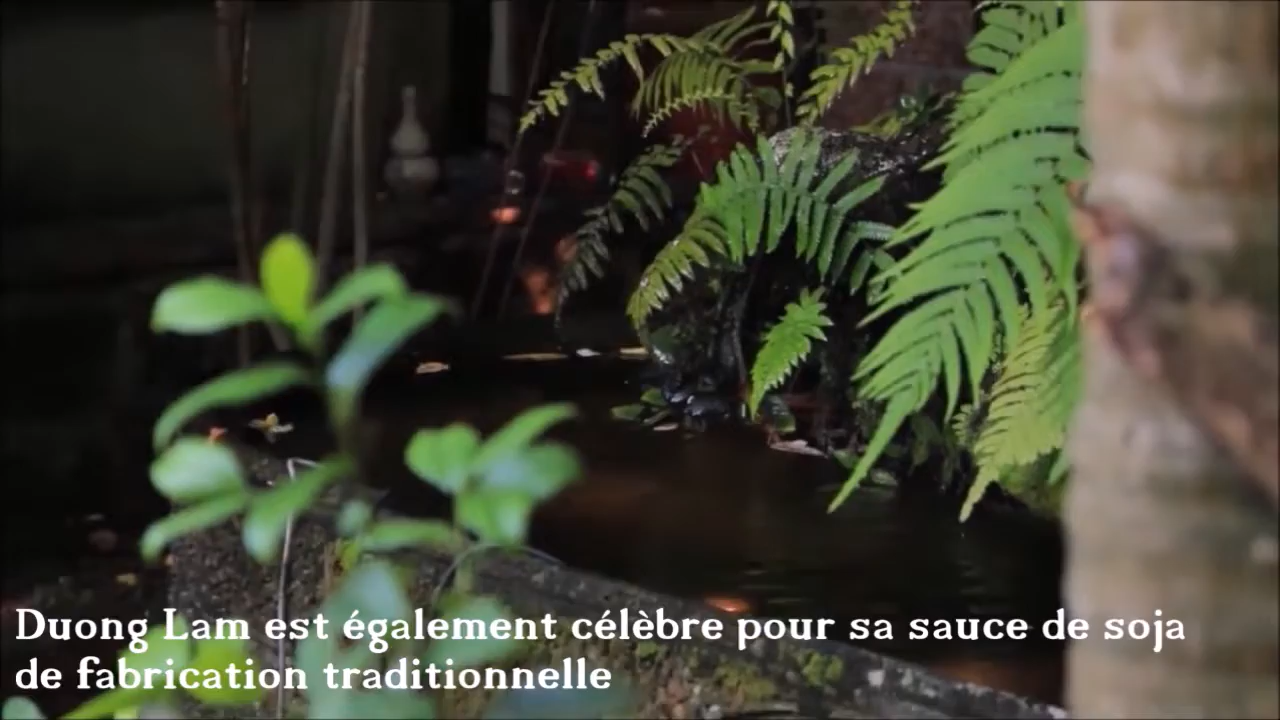 Duong Lam est également célèbre pour sa sauce de soja
de fabrication traditionnelle